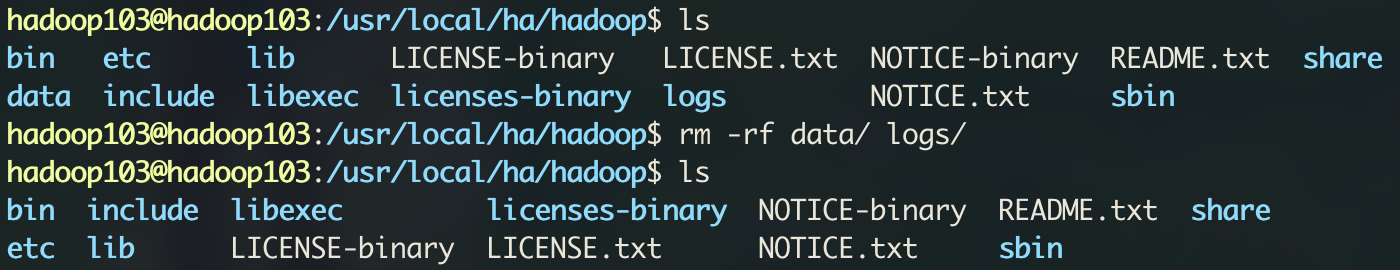 hadoop103@hadoop103:/usr/local/ha/hadoop$ ls
bin   etc      lib      LICENSE-binary   LICENSE.txt  NOTICE-binary  README.txt  share
data  include  libexec  licenses-binary  logs         NOTICE.txt     sbin
hadoop103@hadoop103:/usr/local/ha/hadoop$ rm -rf data/ logs/
hadoop103@hadoop103:/usr/local/ha/hadoop$ ls
bin  include  libexec         licenses-binary  NOTICE-binary  README.txt  share
etc  lib      LICENSE-binary  LICENSE.txt      NOTICE.txt     sbin